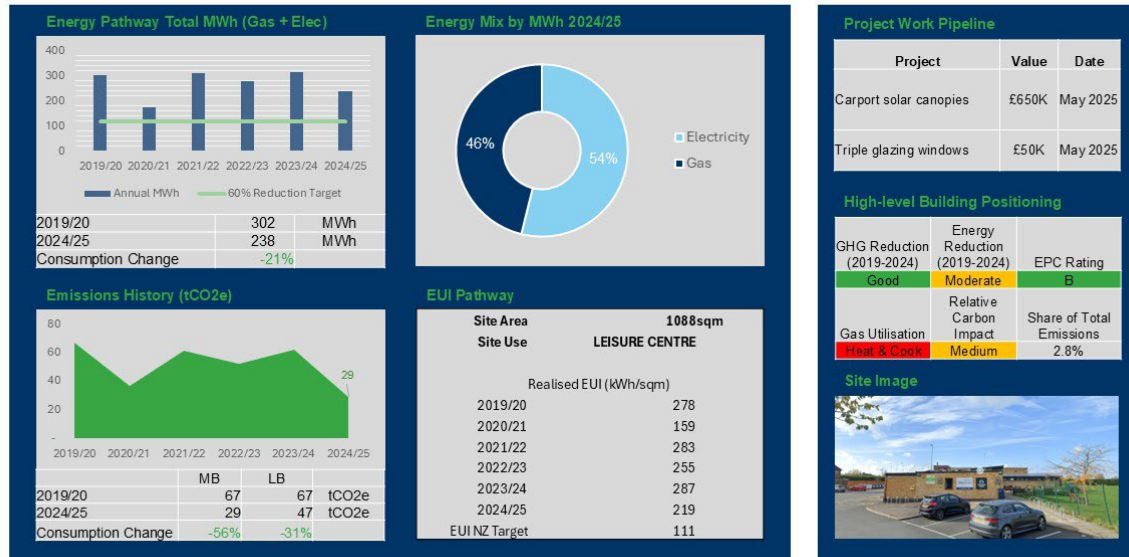 Energy Pathway Total MWh (Gas + Elec)
400
300
200
100
0
2019/20 2020/21 2021/22 2022/23 2023/24 2024/25
Annual MWh 60% Reduction Target
2019/20 302 MWh
2024/25 238 MWh
Consumption Change -21%
Energy Mix by MWh 2024/25
46%
54%
Electricity
Gas
Emissions History (tCO2e)
80
60
40
20
-
29
2019/20 2020/21 2021/22 2022/23 2023/24 2024/25
MB LB
2019/20 67 67 tCO2e
2024/25 29 47 tCO2e
Consumption Change -56% -31%
EUI Pathway
Site Area 1088sqm
Site Use LEISURE CENTRE
Realised EUI (kWh/sqm)
2019/20 278
2020/21 159
2021/22 283
2022/23 255
2023/24 287
2024/25 219
EUI NZ Target 111
Project Work Pipeline
Project Value Date
Carport solar canopies £650K May 2025
Triple glazing windows £50K May 2025
High-level Building Positioning
GHG Reduction (2019-2024) Energy Reduction (2019-2024) EPC Rating
Good Moderate B
Gas Utilisation Relative Carbon Impact Share of Total Emissions
Heat & Cook Medium 2.8%
Site Image